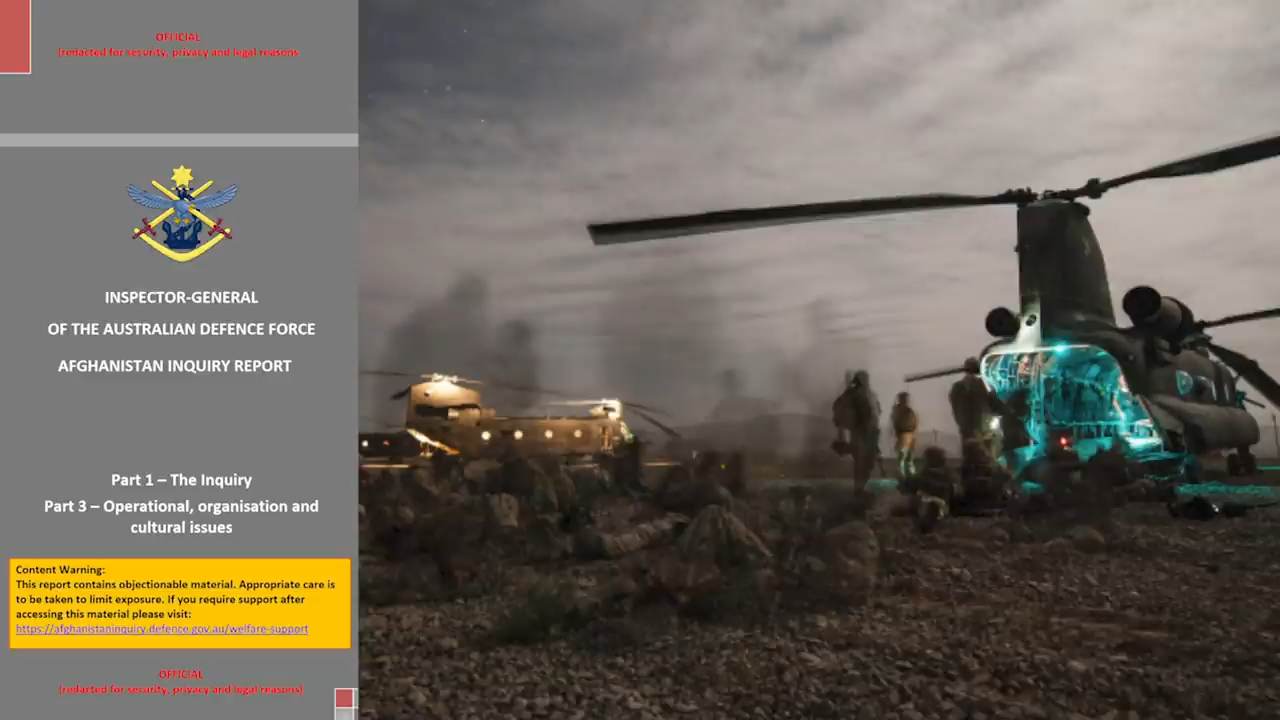 OFFICIAL
(redacted for security, privacy and legal reasons
INSPECTOR-GENERAL
OF THE AUSTRALIAN DEFENCE FORCE
AFGHANISTAN INQUIRY REPORT
Part 1 – The Inquiry
Part 3 – Operational, organisation and
cultural issues
Content Warning:
This report contains objectionable material. Appropriate care is
to be taken to limit exposure. If you require support after
accessing this material please visit:
https://afghanistaninquiry.defence.gov.au/welfare-support
OFFICIAL
(redacted for security, privacy and legal reasons)